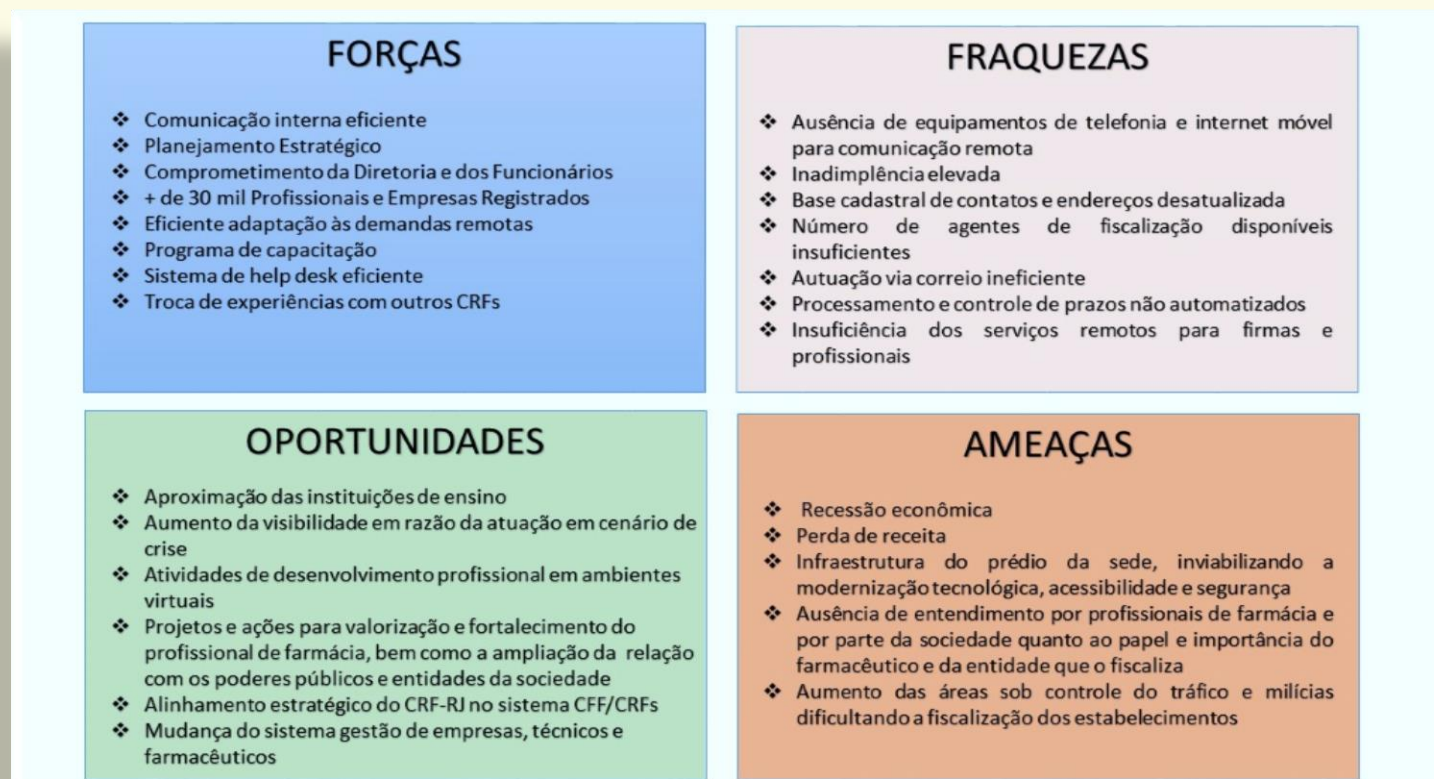 FORÇAS
❖ Comunicação interna eficiente
❖ Planejamento Estratégico
❖ Comprometimento da Diretoria e dos Funcionários
❖ + de 30 mil Profissionais e Empresas Registrados
❖ Eficiente adaptação às demandas remotas
❖ Programa de capacitação
❖ Sistema de help desk eficiente
❖ Troca de experiências com outros CRFs
FRAQUEZAS
❖ Ausência de equipamentos de telefonia e internet móvel
para comunicação remota
❖ Inadimplência elevada
❖ Base cadastral de contatos e endereços desatualizada
❖ Número de agentes de fiscalização disponíveis
insuficientes
❖ Autuação via correio ineficiente
❖ Processamento e controle de prazos não automatizados
❖ Insuficiência dos serviços remotos para firmas e
profissionais
OPORTUNIDADES
❖ Aproximação das instituições de ensino
❖ Aumento da visibilidade em razão da atuação em cenário de
crise
❖ Atividades de desenvolvimento profissional em ambientes
virtuais
❖ Projetos e ações para valorização e fortalecimento do
profissional de farmácia, bem como a ampliação da relação
com os poderes públicos e entidades da sociedade
❖ Alinhamento estratégico do CRF-RJ no sistema CFF/CRFs
❖ Mudança do sistema gestão de empresas, técnicos e
farmacêuticos
AMEAÇAS
❖ Recessão econômica
❖ Perda de receita
❖ Infraestrutura do prédio da sede, inviabilizando a
modernização tecnológica, acessibilidade e segurança
❖ Ausência de entendimento por profissionais de farmácia e
por parte da sociedade quanto ao papel e importância do
farmacêutico e da entidade que o fiscaliza
❖ Aumento das áreas sob controle do tráfico e milícias
dificultando a fiscalização dos estabelecimentos